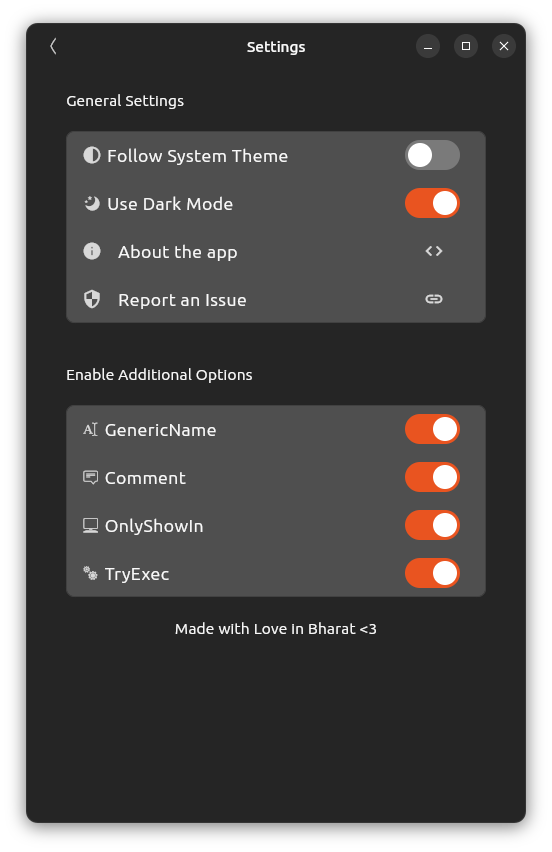 Settings
General Settings
Follow System Theme
Use Dark Mode
About the app
Report an Issue
Enable Additional Options
GenericName
Comment
OnlyShowIn
TryExec
Made with Love in Bharat <3